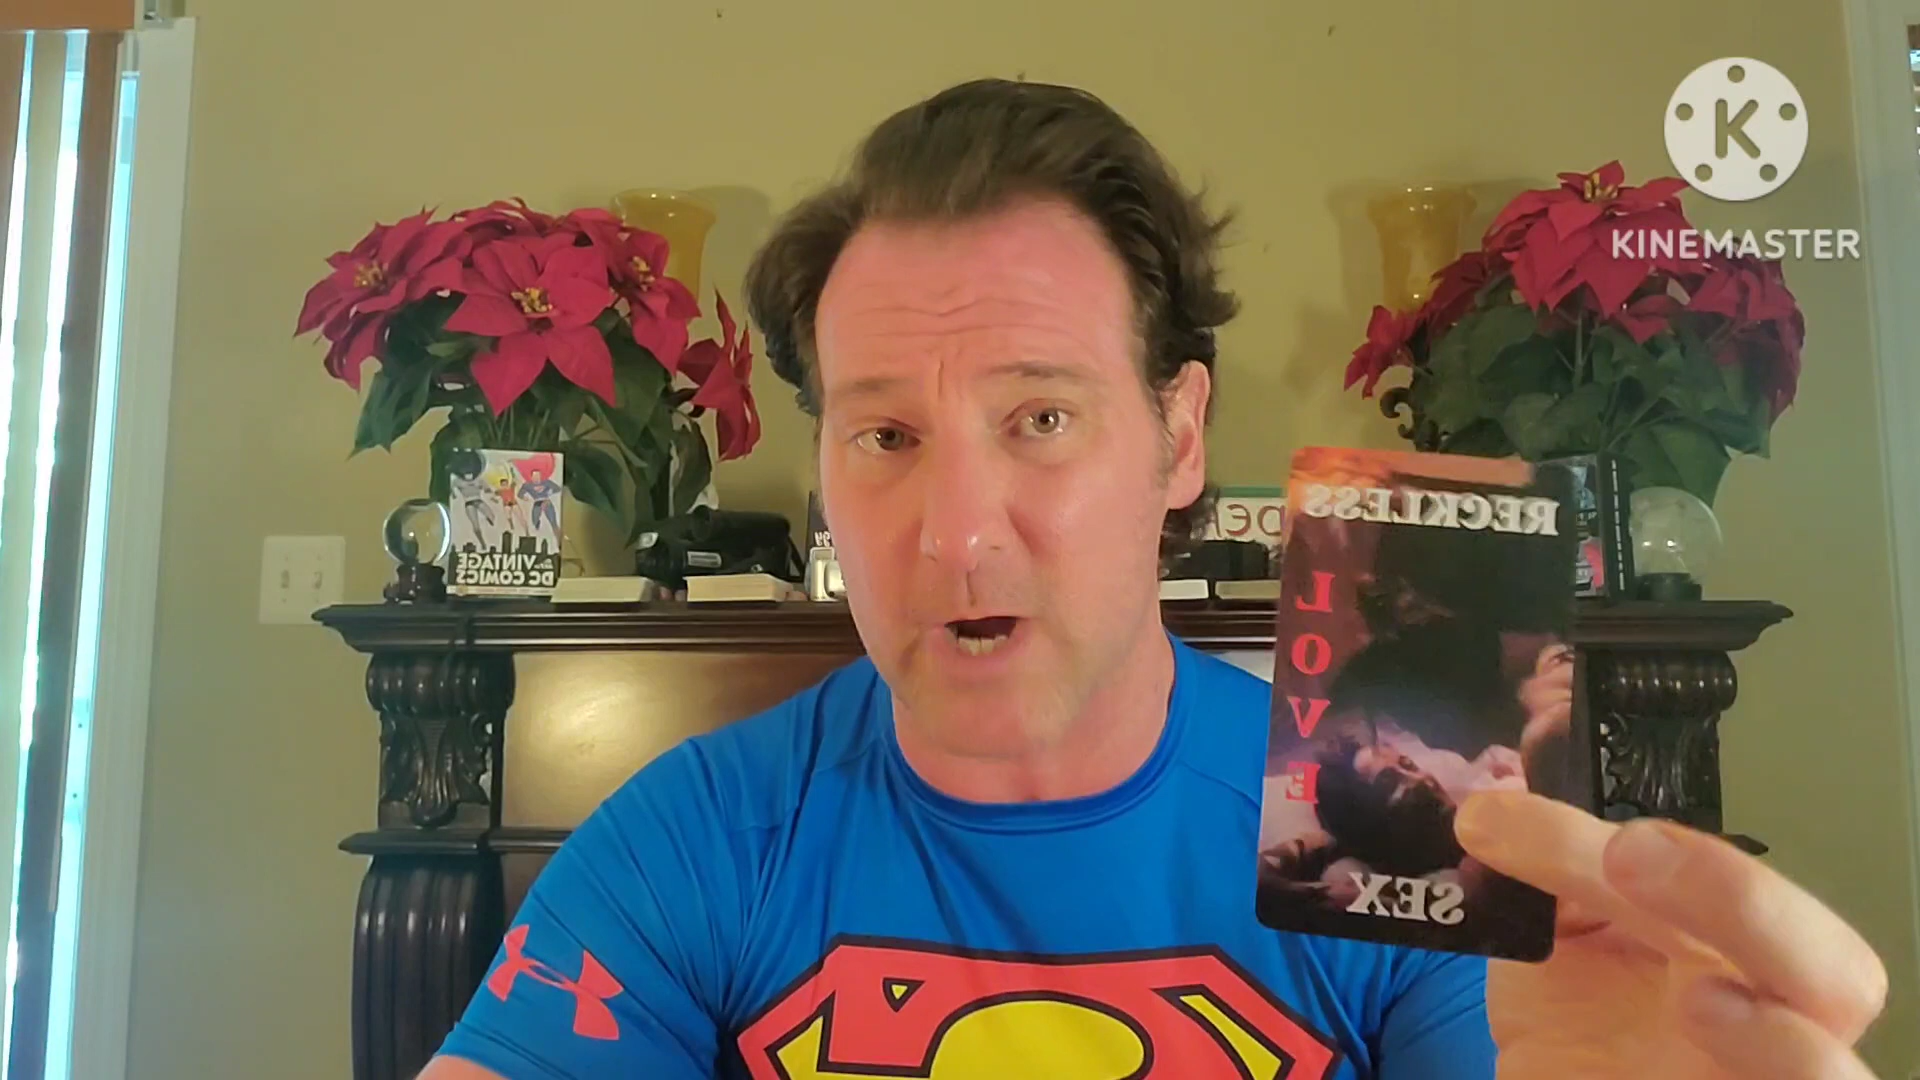 KINEMASTER
RECKLESS
LOVE
SEX
VINTAGE
DC COMICS